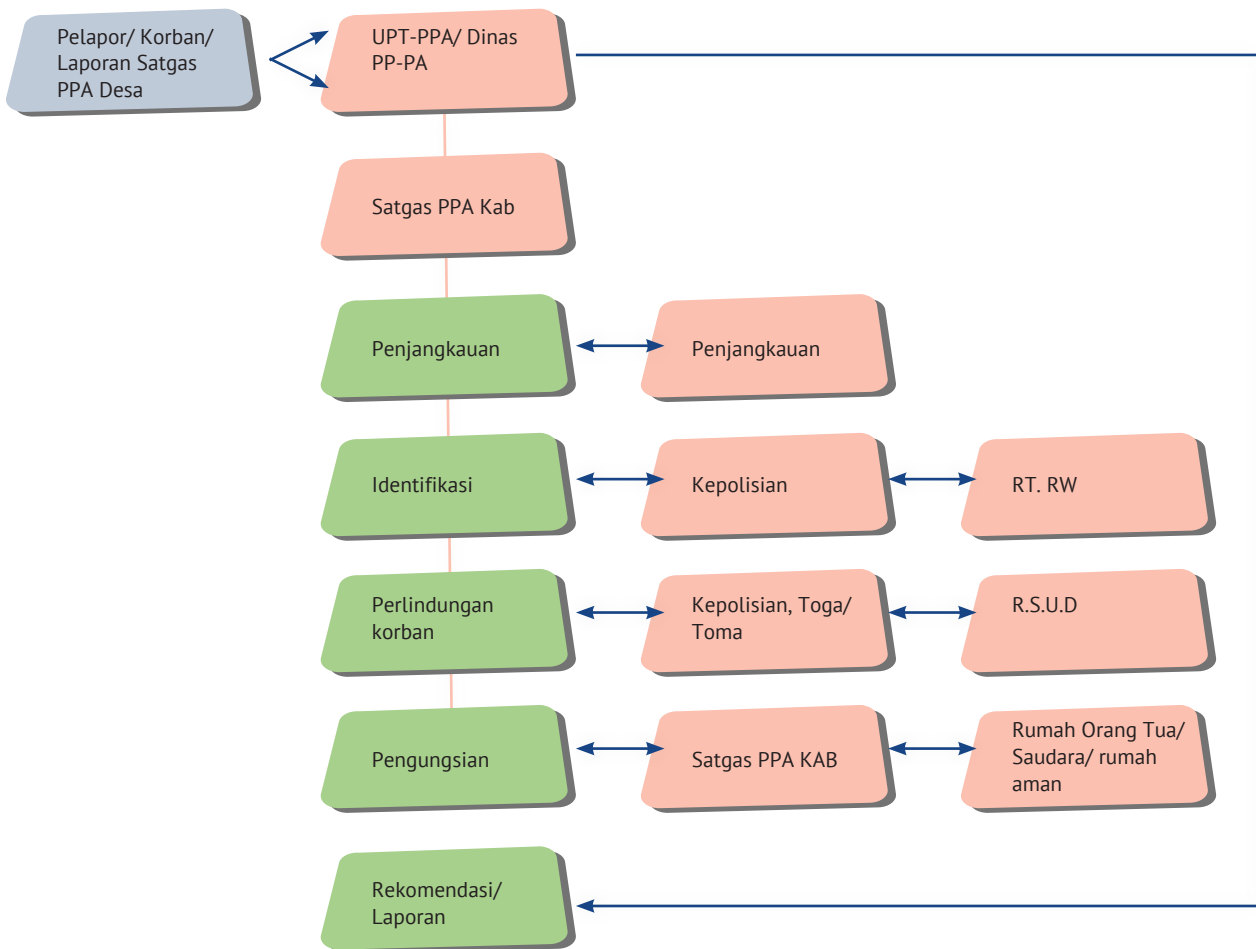 Pelapor/ Korban/
Laporan Satgas
PPA Desa
UPT-PPA/ Dinas
PP-PA
Satgas PPA Kab
Penjangkauan
Penjangkauan
Identifikasi
Kepolisian
RT. RW
Perlindungan
korban
Kepolisian, Toga/
Toma
R.S.U.D
Pengungsian
Satgas PPA KAB
Rumah Orang Tua/
Saudara/ rumah
aman
Rekomendasi/
Laporan